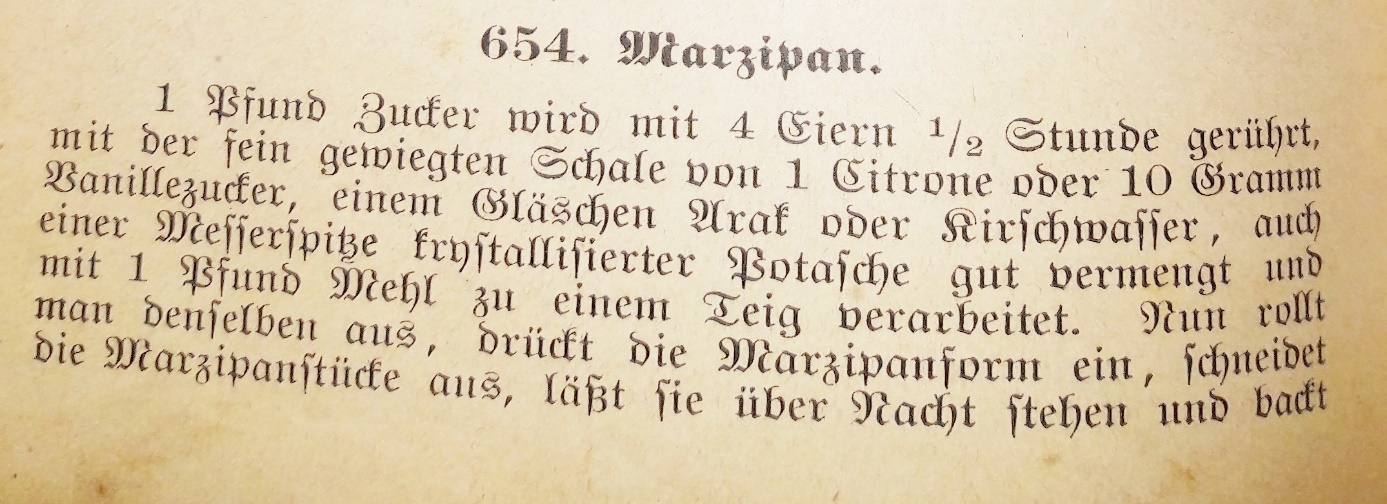 654. Marzipan.
1 Pfund Zucker wird mit 4 Eiern 1/2 Stunde gerührt,
mit der fein gewiegten Schale von 1 Citrone oder 10 Gramm
Vanillezucker, einem Gläschen Arak oder Kirschwasser, auch
einer Messerspitze krystallisierter Potasche gut vermengt und
mit 1 Pfund Mehl zu einem Teig verarbeitet. Nun rollt
man denselben aus, drückt die Marzipanform ein, schneidet
die Marzipanstücke aus, läßt sie über Nacht stehen und backt